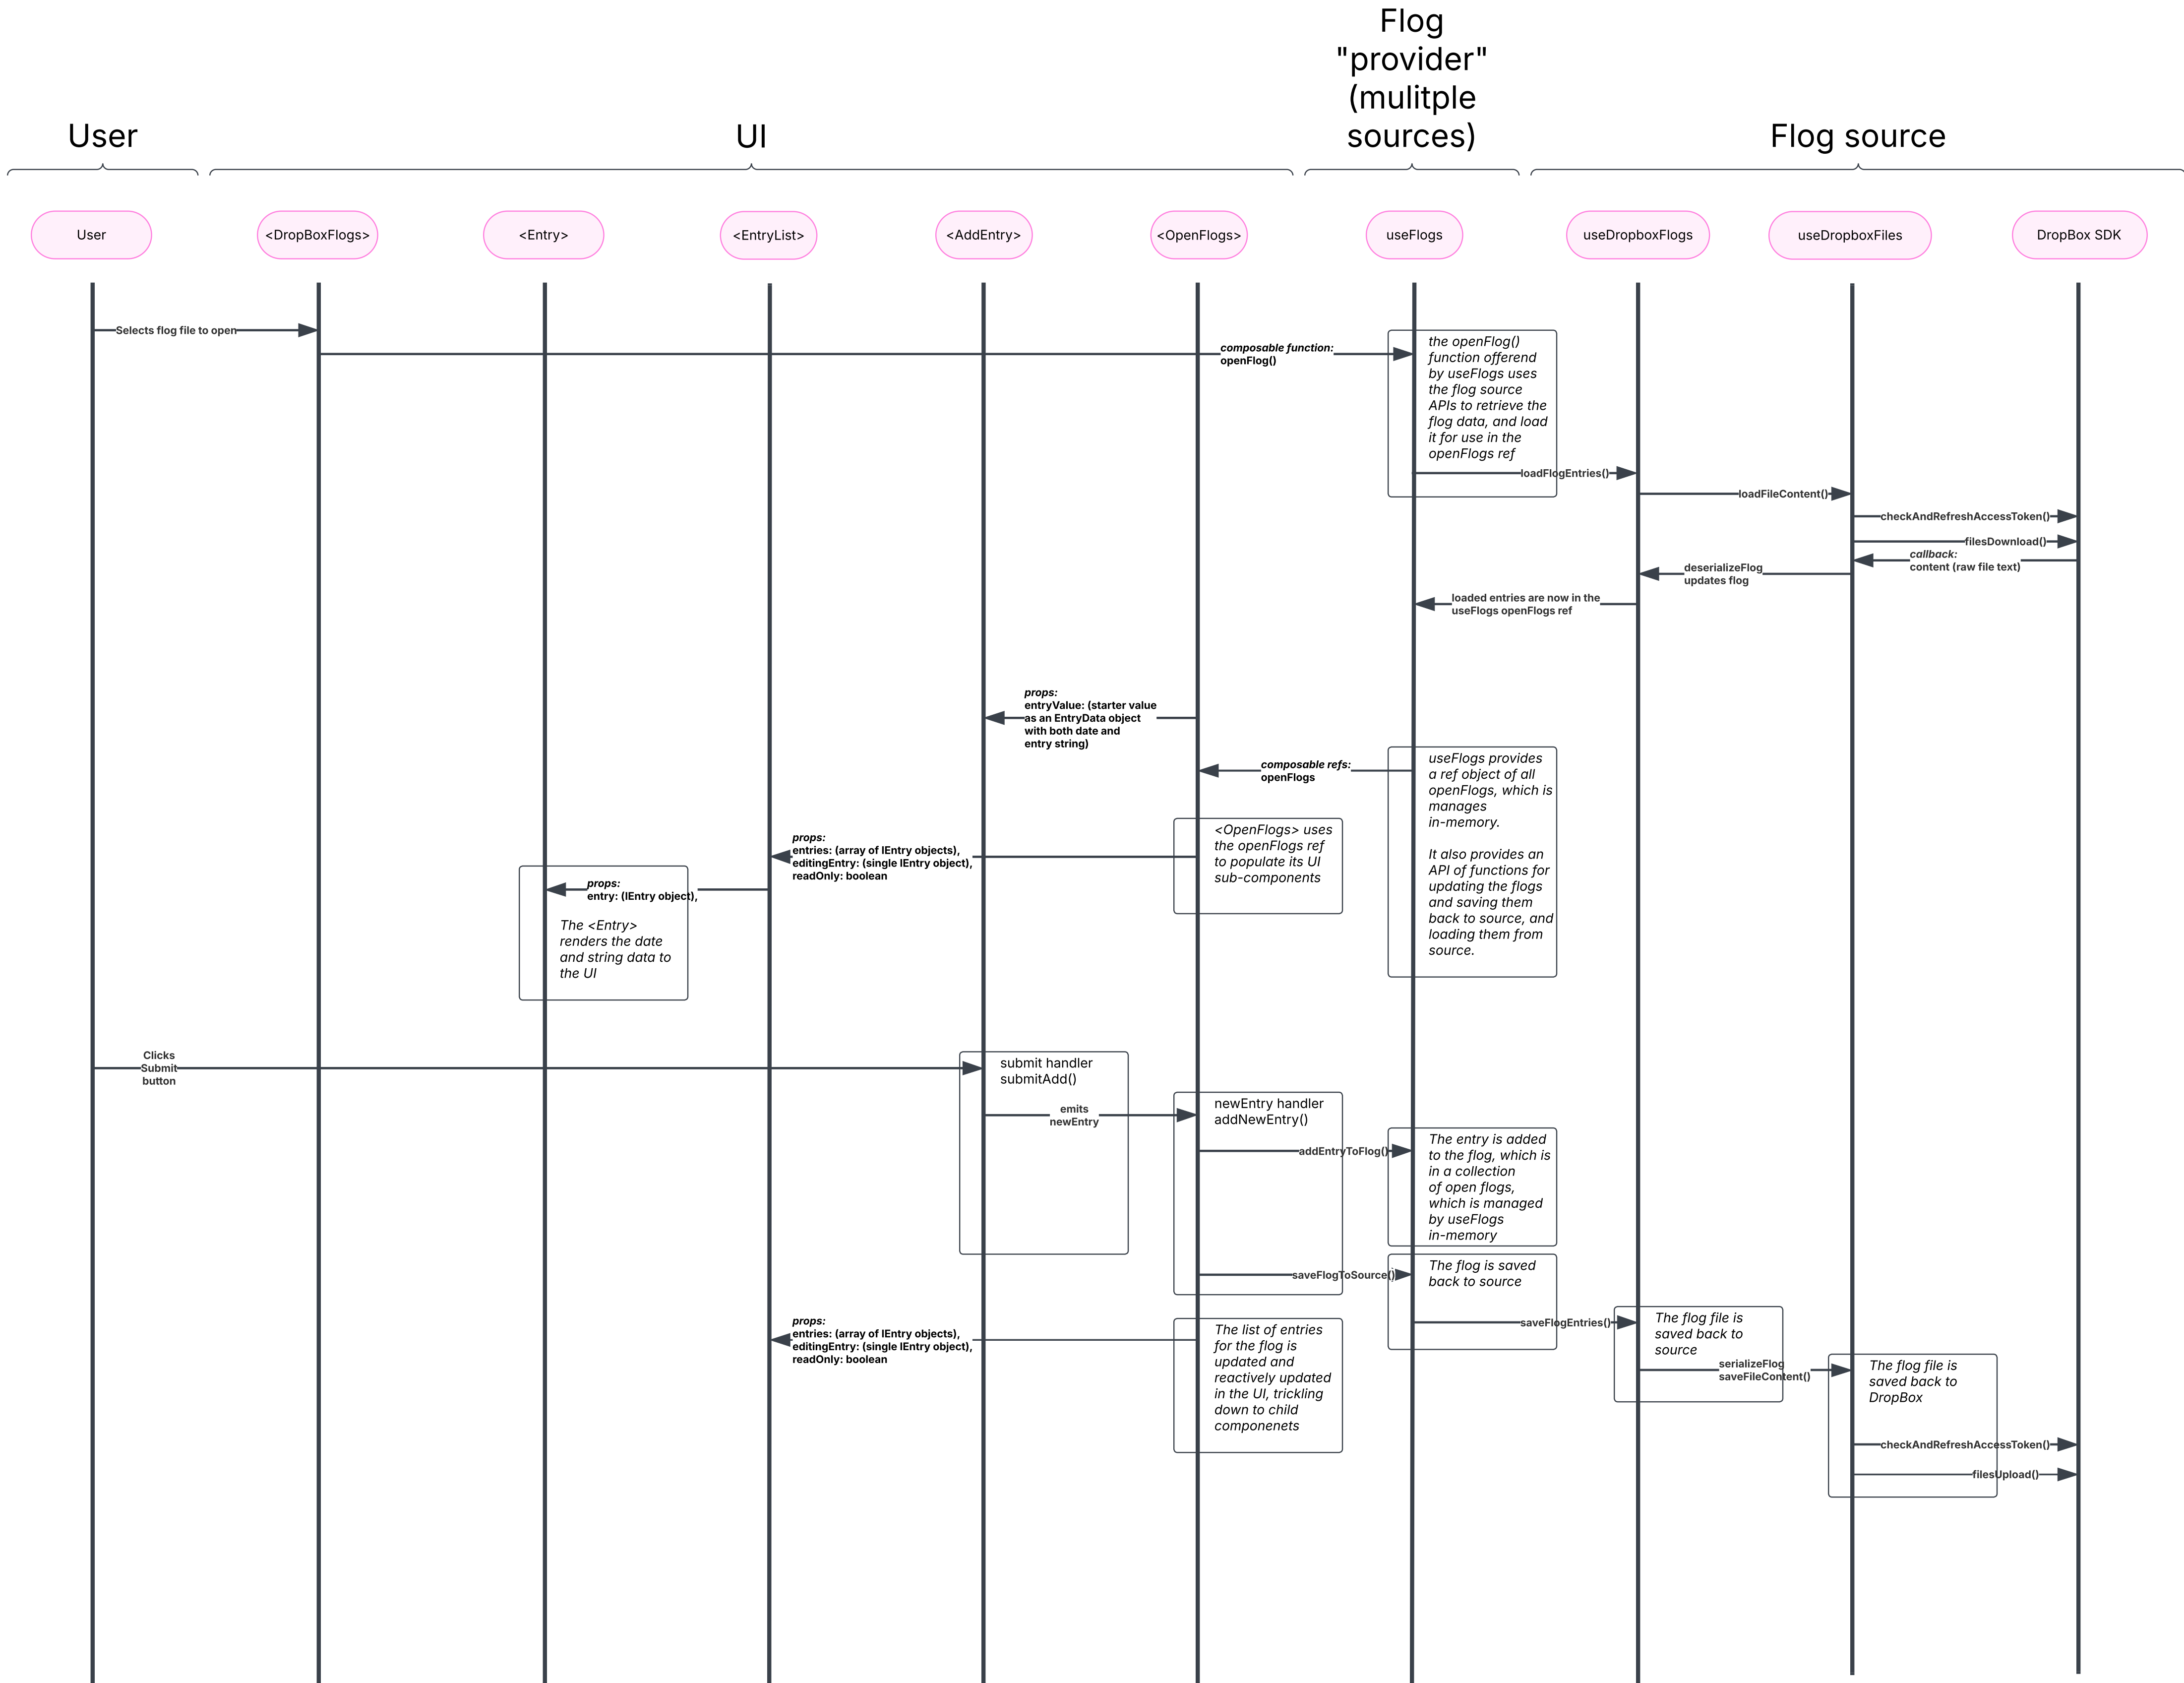 Flog
"provider"
(mulitple
sources)
User
UI
Flog source
User
<DropBoxFlogs>
<Entry>
<EntryList>
<AddEntry>
<OpenFlogs>
useFlogs
useDropboxFlogs
useDropboxFiles
DropBox SDK
Selects flog file to open
composable function:
openFlog()
the openFlog()
function offerend
by useFlogs uses
the flog source
APIs to retrieve the
flog data, and load
it for use in the
openFlogs ref
loadFlogEntries()
loadFileContent()
checkAndRefreshAccessToken()
filesDownload()
callback:
content (raw file text)
deserializeFlog
updates flog
loaded entries are now in the
useFlogs openFlogs ref
props:
entryValue: (starter value
as an EntryData object
with both date and
entry string)
composable refs:
openFlogs
useFlogs provides
a ref object of all
openFlogs, which is
manages
in-memory.
It also provides an
API of functions for
updating the flogs
and saving them
back to source, and
loading them from
source.
<OpenFlogs> uses
the openFlogs ref
to populate its UI
sub-components
props:
entries: (array of IEntry objects),
editingEntry: (single IEntry object),
readOnly: boolean
props:
entry: (IEntry object),
The <Entry>
renders the date
and string data to
the UI
Clicks
Submit
button
submit handler
submitAdd()
emits
newEntry
newEntry handler
addNewEntry()
addEntryToFlog()
The entry is added
to the flog, which is
in a collection
of open flogs,
which is managed
by useFlogs
in-memory
saveFlogToSource()
The flog is saved
back to source
saveFlogEntries()
The flog file is
saved back to
source
serializeFlog
saveFileContent()
The flog file is
saved back to
DropBox
props:
entries: (array of IEntry objects),
editingEntry: (single IEntry object),
readOnly: boolean
The list of entries
for the flog is
updated and
reactively updated
in the UI, trickling
down to child
componenets
checkAndRefreshAccessToken()
filesUpload()